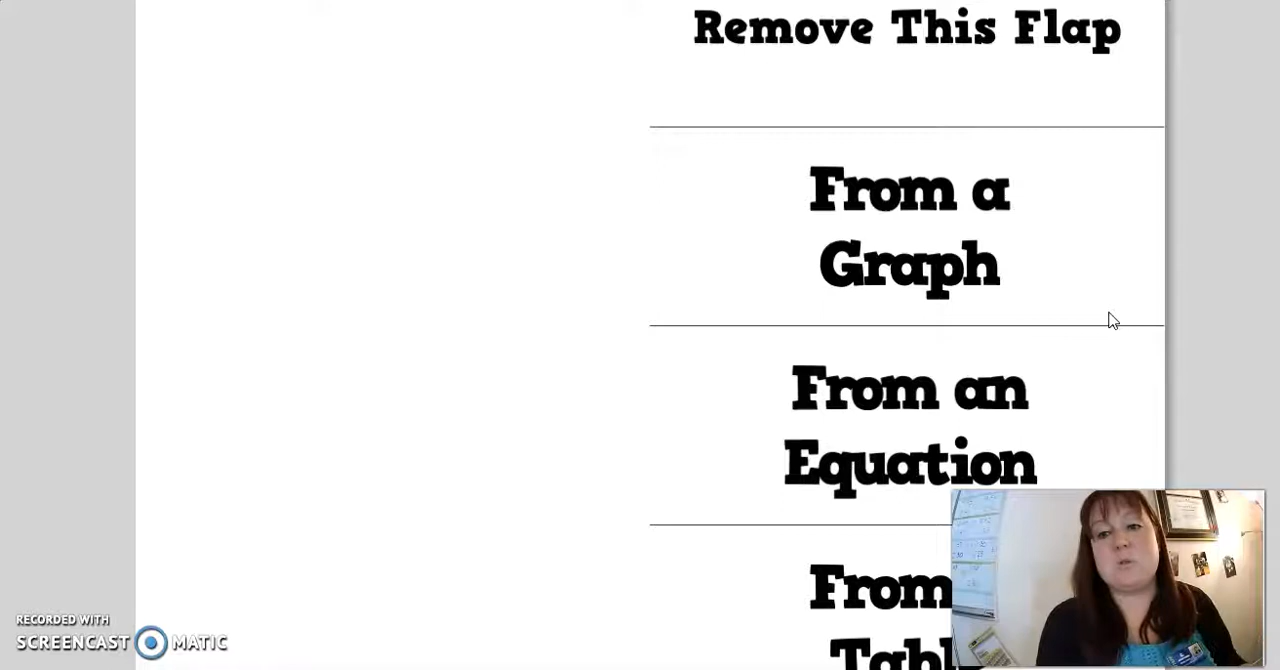 Remove This Flap
From a
Graph
From an
Equation
From
RECORDED WITH
SCREENCAST MATIC